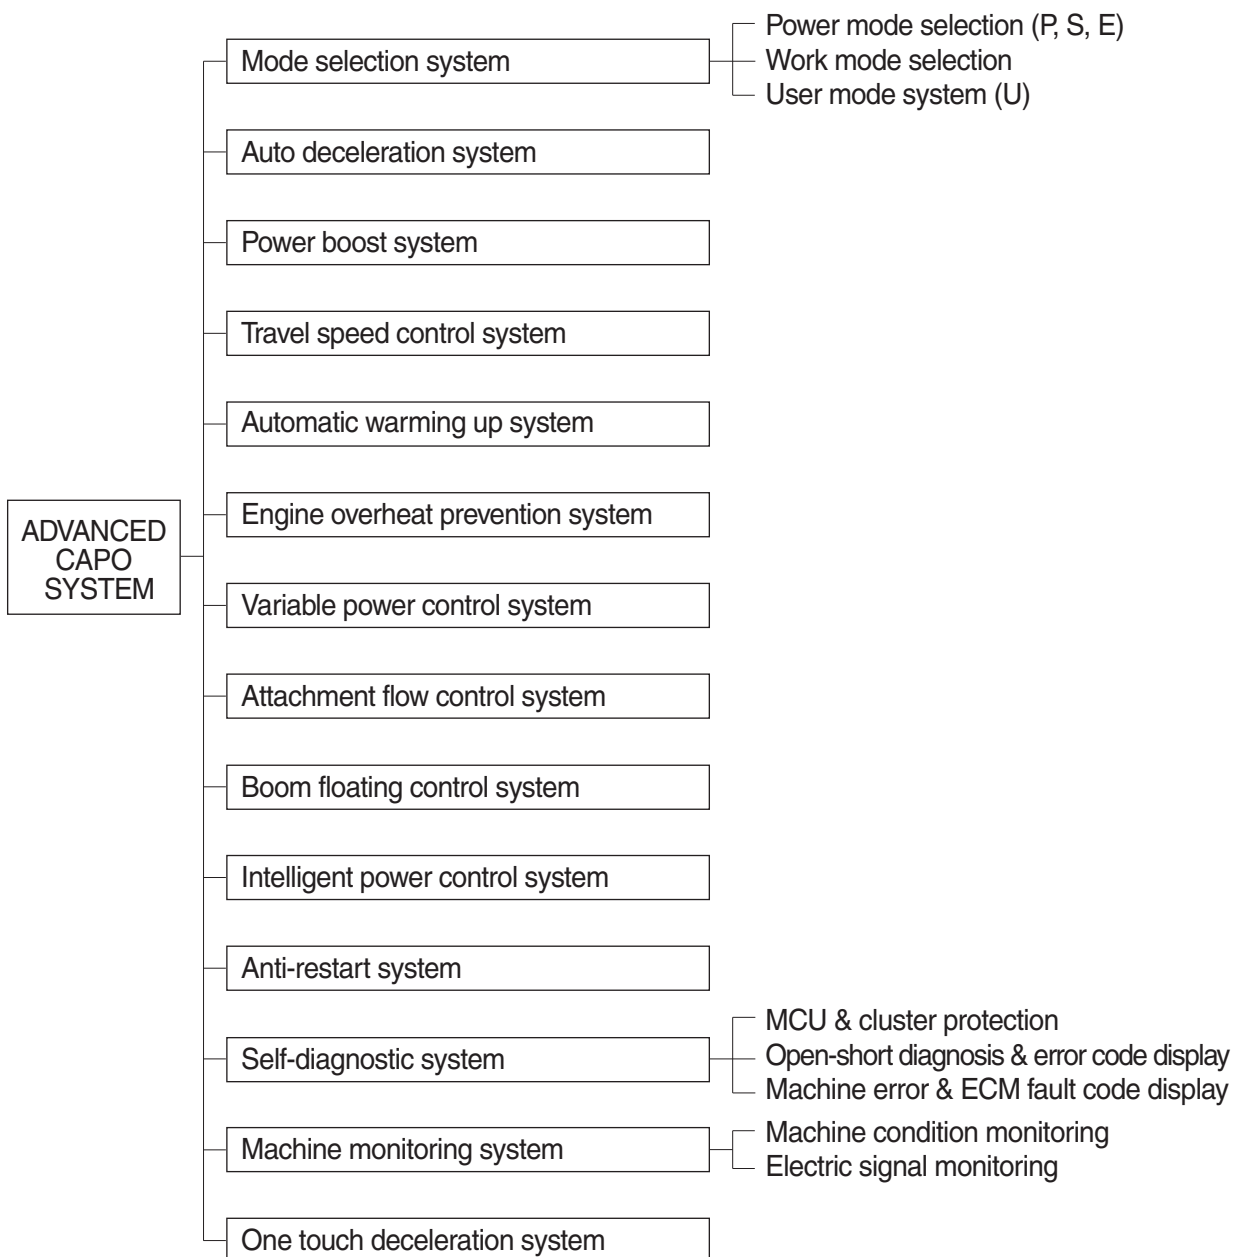 Power mode selection (P, S, E)
Mode selection system
Work mode selection
User mode system (U)
Auto deceleration system
Power boost system
Travel speed control system
Automatic warming up system
Engine overheat prevention system
ADVANCED
CAPO
SYSTEM
Variable power control system
Attachment flow control system
Boom floating control system
Intelligent power control system
Anti-restart system
MCU & cluster protection
Self-diagnostic system
Open-short diagnosis & error code display
Machine error & ECM fault code display
Machine condition monitoring
Machine monitoring system
Electric signal monitoring
One touch deceleration system